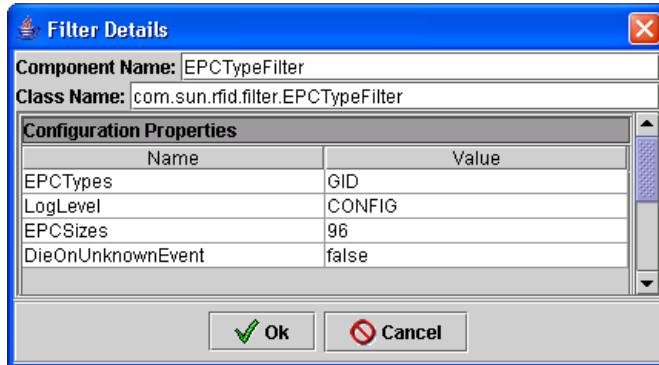 Filter Details
Component Name: EPCTypeFilter
Class Name: com.sun.rfid.filter.EPCTypeFilter
Configuration Properties
Name Value
EPCTypes GID
LogLevel CONFIG
EPCSizes 96
DieOnUnknownEvent false
Ok Cancel